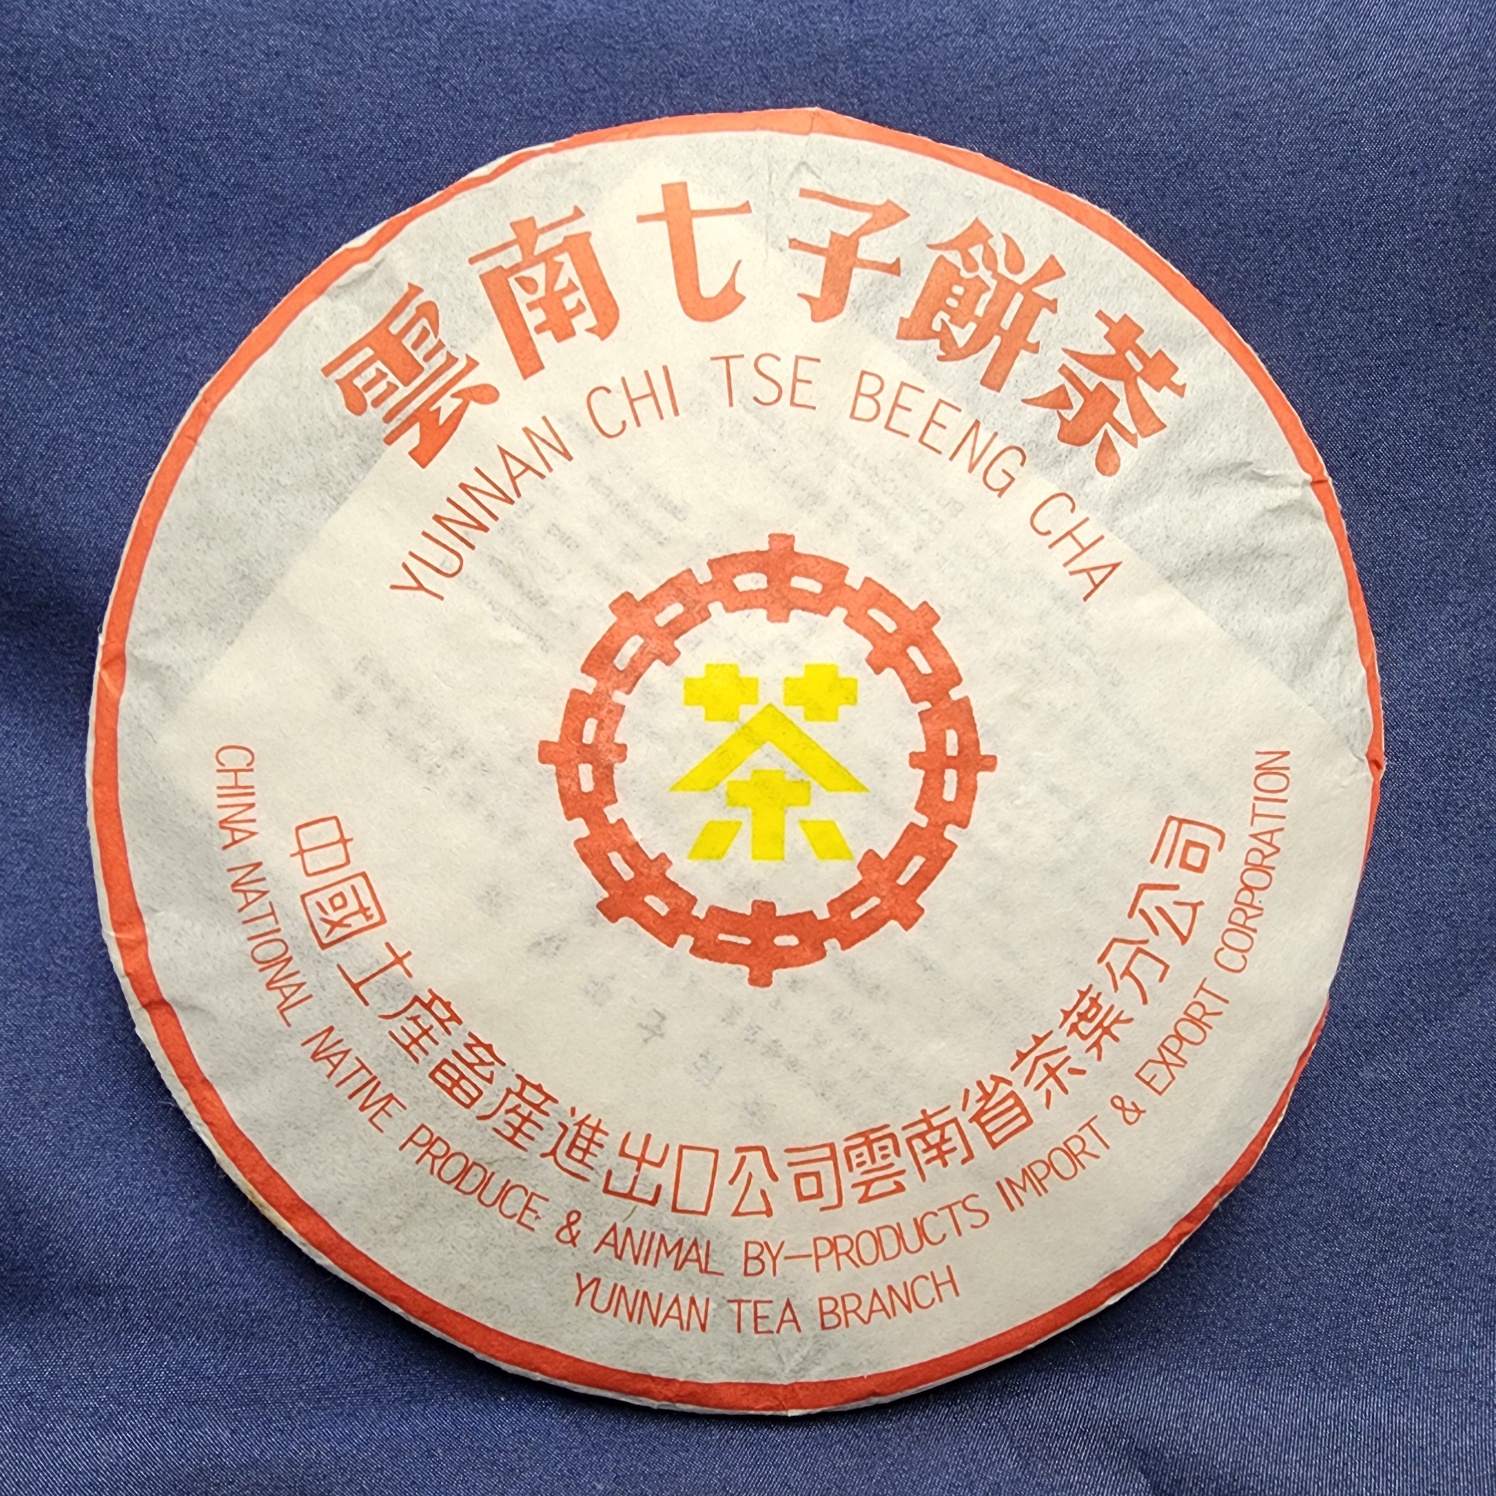 雲南七子餅茶
YUNNAN CHI TSE BEENG CHA
茶
中國土產畜產進出口公司雲南省茶葉分公司
CHINA NATIONAL NATIVE PRODUCE & ANIMAL BY-PRODUCTS IMPORT & EXPORT CORPORATION
YUNNAN TEA BRANCH